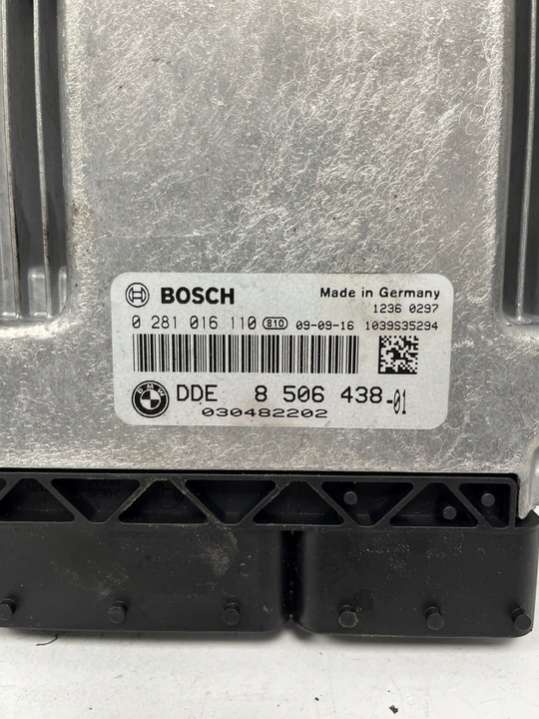 BOSCH
Made in Germany
1236 0297
0 281 016 110 810 09-09-16 1039S35294
BMW DDE 8 506 438-01
030482202